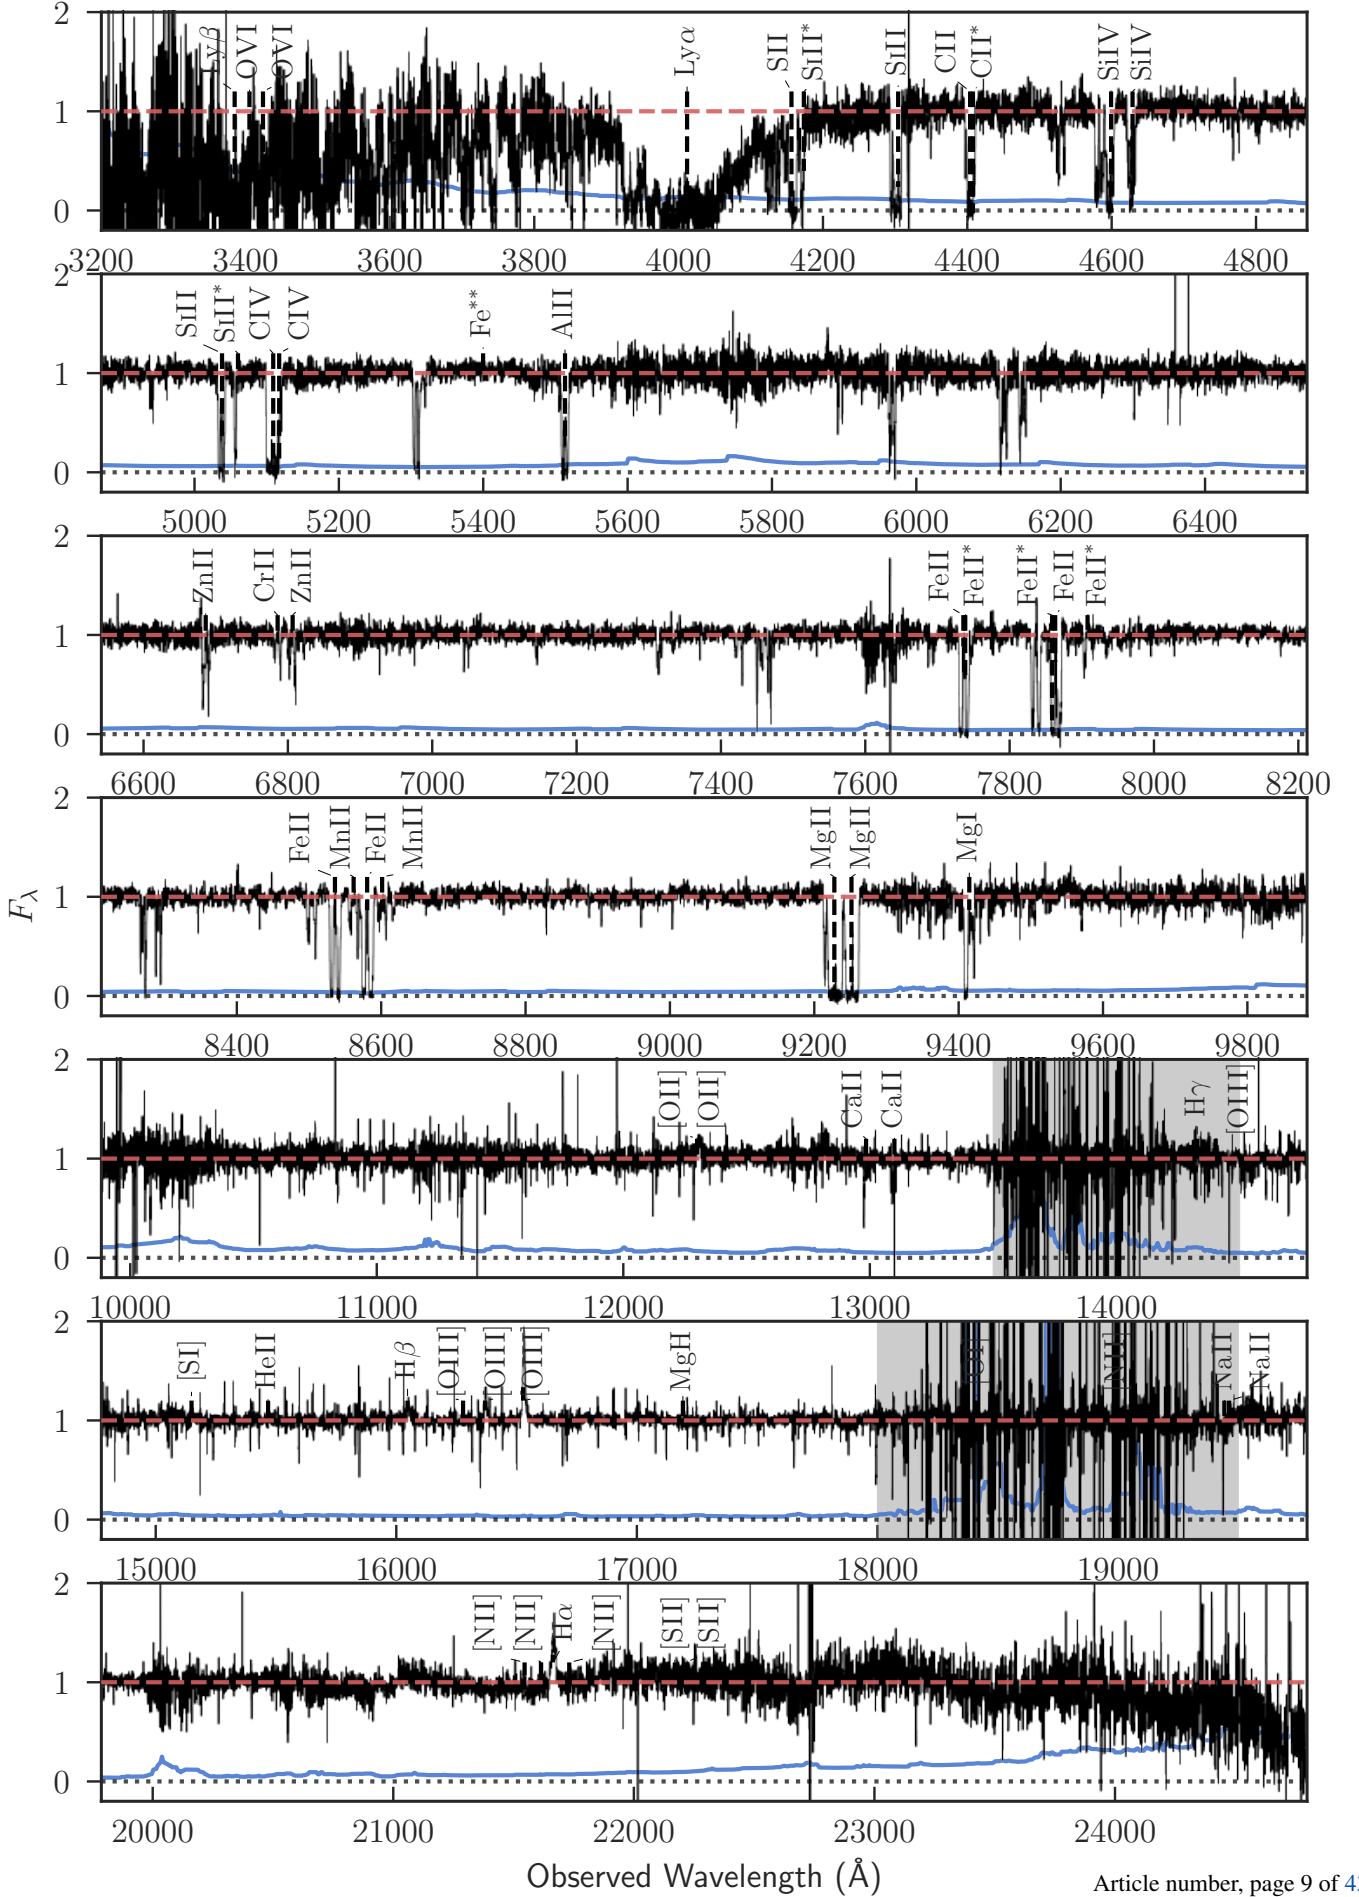 2
1
0
Lyβ OVI OVI Lyα SII SiII* SiII CII CII* SiIV SiIV
3200 3400 3600 3800 4000 4200 4400 4600 4800
2
1
0
SiII SiII* CIV CIV Fe** AlII
5000 5200 5400 5600 5800 6000 6200 6400
2
1
0
ZnII CrII ZnII FeII FeII* FeII* FeII FeII*
6600 6800 7000 7200 7400 7600 7800 8000 8200
2
1
0
FeII MnII FeII MnII MgII MgII MgI
Fλ
8400 8600 8800 9000 9200 9400 9600 9800
2
1
0
[OII] [OII] CaII CaII Hγ [OIII]
10000 11000 12000 13000 14000
2
1
0
[SI] HeII Hβ [OIII] [OIII] [OIII] MgH [NII] NaII NaII
15000 16000 17000 18000 19000
2
1
0
[NII] [NII] Hα [NII] [SII] [SII]
20000 21000 22000 23000 24000
Observed Wavelength (Å)
Article number, page 9 of